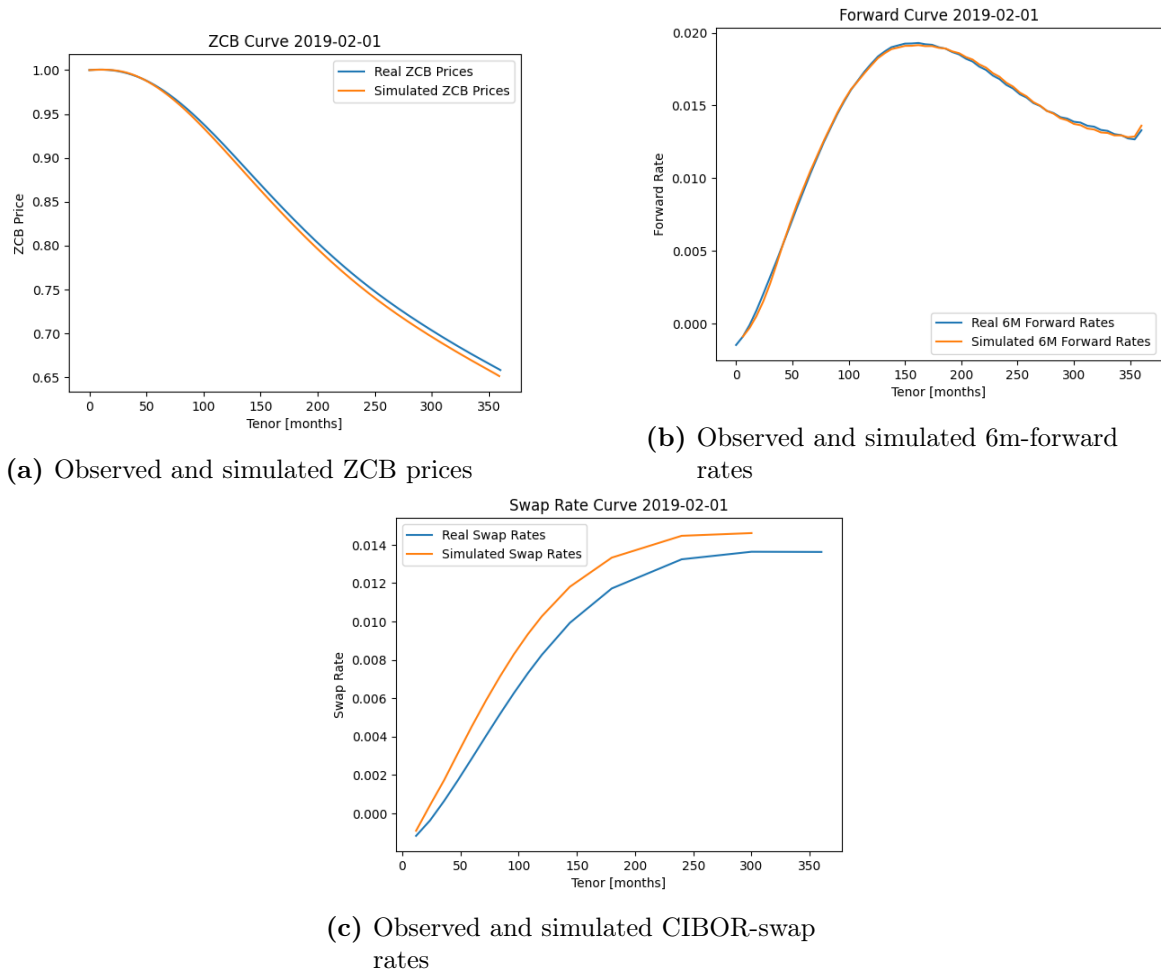 ZCB Curve 2019-02-01
Real ZCB Prices
Simulated ZCB Prices
1.00
0.95
0.90
0.85
0.80
0.75
0.70
0.65
ZCB Price
0 50 100 150 200 250 300 350
Tenor [months]
(a) Observed and simulated ZCB prices
Forward Curve 2019-02-01
0.020
0.015
0.010
0.005
0.000
Forward Rate
Real 6M Forward Rates
Simulated 6M Forward Rates
0 50 100 150 200 250 300 350
Tenor [months]
(b) Observed and simulated 6m-forward
rates
Swap Rate Curve 2019-02-01
Real Swap Rates
Simulated Swap Rates
0.014
0.012
0.010
0.008
0.006
0.004
0.002
0.000
Swap Rate
0 50 100 150 200 250 300 350
Tenor [months]
(c) Observed and simulated CIBOR-swap
rates